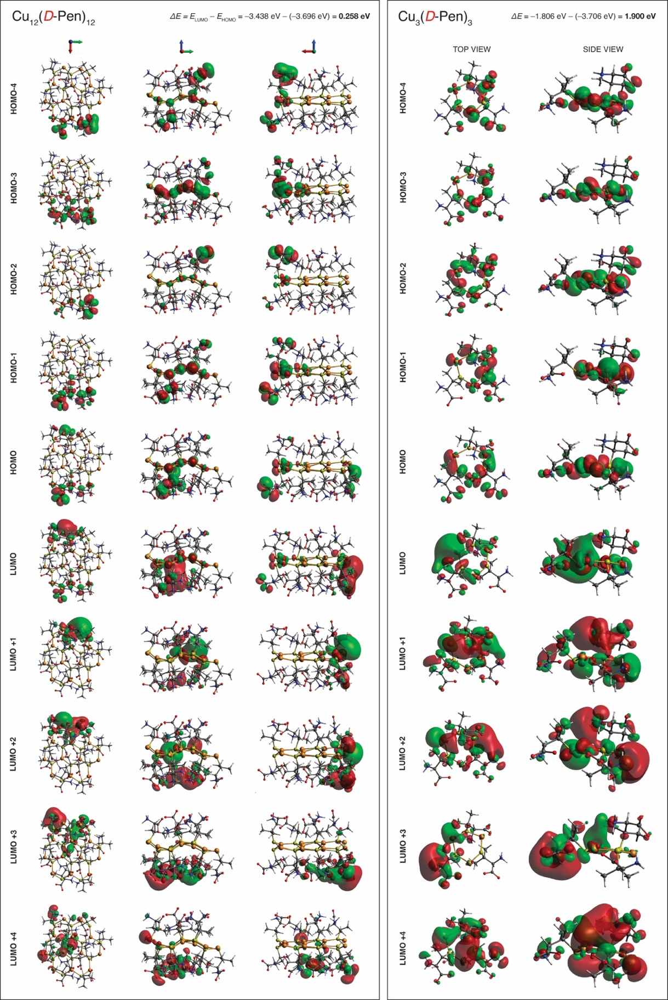 Cu12(D-Pen)12
ΔE = ELUMO − EHOMO = −3.438 eV − (−3.696 eV) = 0.258 eV
HOMO-4
HOMO-3
HOMO-2
HOMO-1
HOMO
LUMO
LUMO +1
LUMO +2
LUMO +3
LUMO +4
Cu3(D-Pen)3
ΔE = −1.806 eV − (−3.706 eV) = 1.900 eV
TOP VIEW
SIDE VIEW
HOMO-4
HOMO-3
HOMO-2
HOMO-1
HOMO
LUMO
LUMO +1
LUMO +2
LUMO +3
LUMO +4